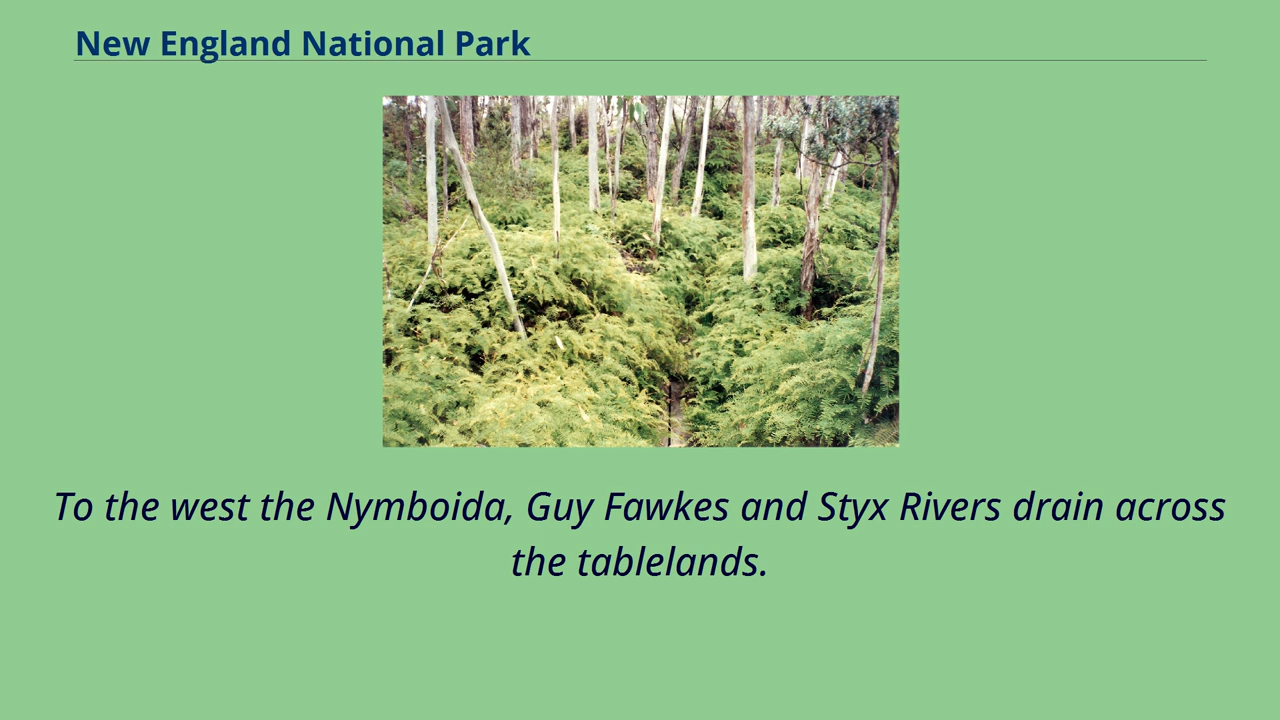 New England National Park
To the west the Nymboida, Guy Fawkes and Styx Rivers drain across
the tablelands.